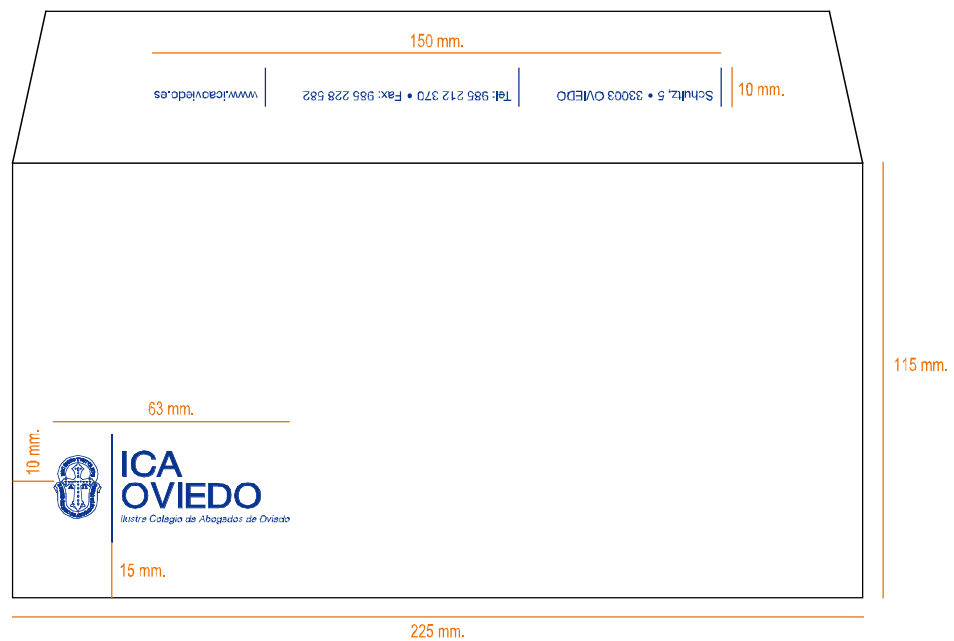 150 mm.
Schultz, 5 • 33003 OVIEDO
Tel: 985 212 370 • Fax: 985 228 582
www.icaoviedo.es
10 mm.
115 mm.
63 mm.
10 mm.
ICA
OVIEDO
Ilustre Colegio de Abogados de Oviedo
15 mm.
225 mm.